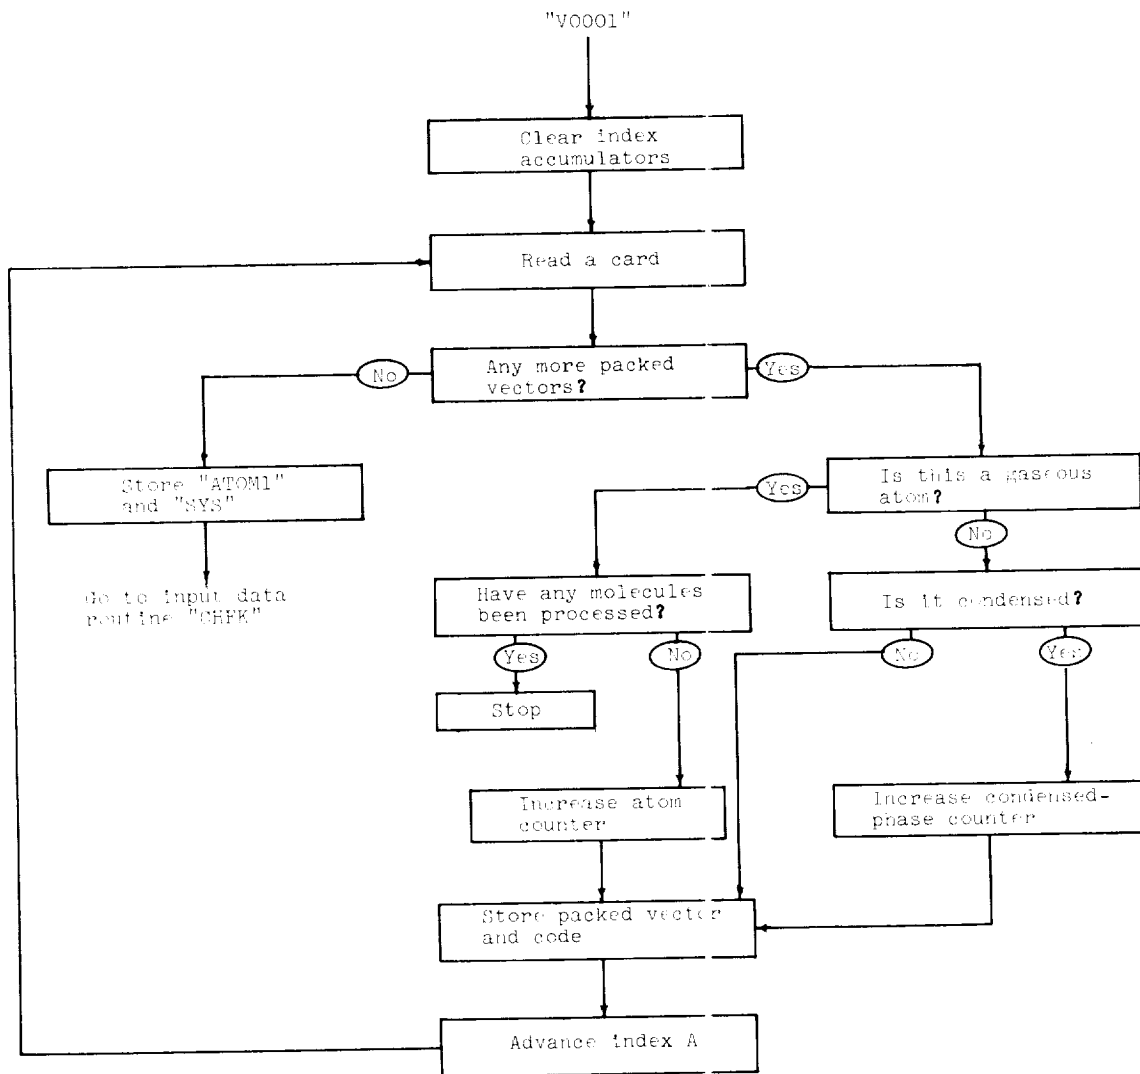 "V0001"
Clear index
accumulators
Read a card
Any more packed
vectors?
No
Yes
Store "ATOM1"
and "SYS"
Is this a gaseous
atom?
Yes
No
Go to input data
routine
Have any molecules
been processed?
Is it condensed?
Yes
No
No
Yes
Stop
Increase atom
counter
Increase condensed-
phase counter
Store packed vector
and code
Advance index A